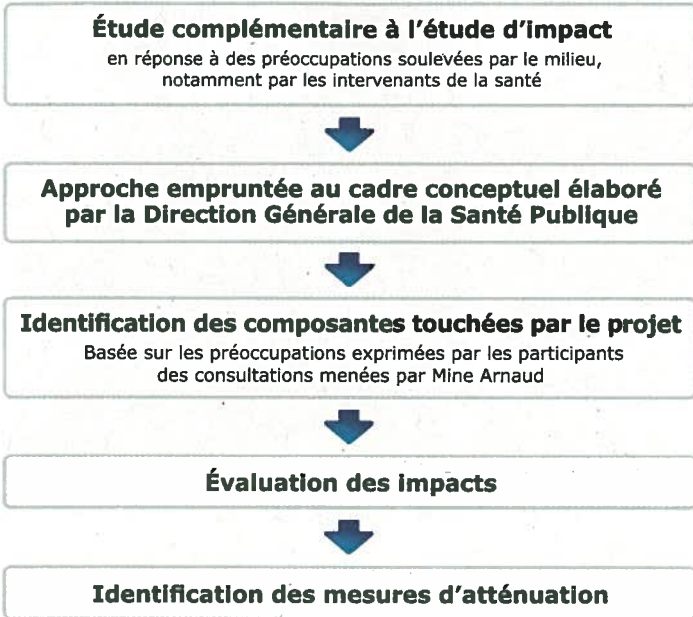 Étude complémentaire à l’étude d’impact
en réponse à des préoccupations soulevées par le milieu,
notamment par les intervenants de la santé
Approche empruntée au cadre conceptuel élaboré
par la Direction Générale de la Santé Publique
Identification des composantes touchées par le projet
Basée sur les préoccupations exprimées par les participants
des consultations menées par Mine Arnaud
Évaluation des impacts
Identification des mesures d’atténuation